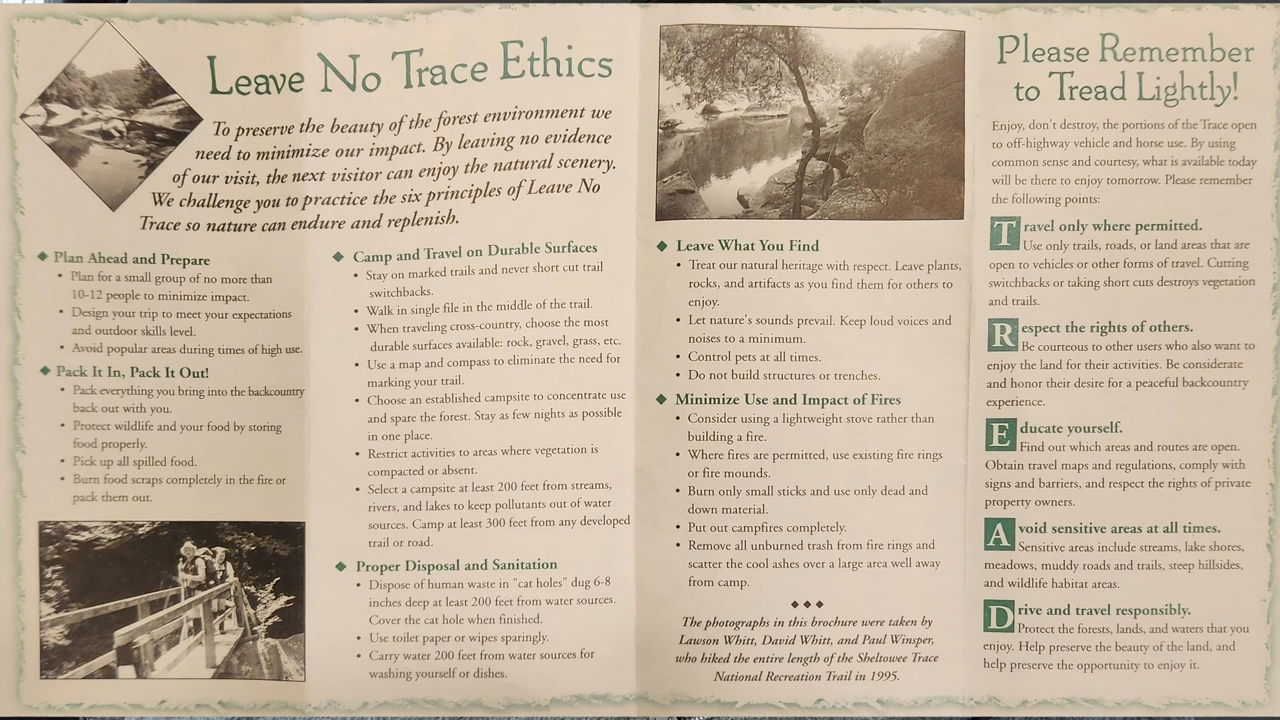 Leave No Trace Ethics
To preserve the beauty of the forest environment we
need to minimize our impact. By leaving no evidence
of our visit, the next visitor can enjoy the natural scenery.
We challenge you to practice the six principles of Leave No
Trace so nature can endure and replenish.
◆ Plan Ahead and Prepare
• Plan for a small group of no more than
10-12 people to minimize impact.
• Design your trip to meet your expectations
and outdoor skills level.
• Avoid popular areas during times of high use.
◆ Pack It In, Pack It Out!
• Pack everything you bring into the backcountry
back out with you.
• Protect wildlife and your food by storing
food properly.
• Pick up all spilled food.
• Burn food scraps completely in the fire or
pack them out.
◆ Camp and Travel on Durable Surfaces
• Stay on marked trails and never short cut trail
switchbacks.
• Walk in single file in the middle of the trail.
• When traveling cross-country, choose the most
durable surfaces available: rock, gravel, grass, etc.
• Use a map and compass to eliminate the need for
marking your trail.
• Choose an established campsite to concentrate use
and spare the forest. Stay as few nights as possible
in one place.
• Restrict activities to areas where vegetation is
compacted or absent.
• Select a campsite at least 200 feet from streams,
rivers, and lakes to keep pollutants out of water
sources. Camp at least 300 feet from any developed
trail or road.
◆ Proper Disposal and Sanitation
• Dispose of human waste in "cat holes" dug 6-8
inches deep at least 200 feet from water sources.
Cover the cat hole when finished.
• Use toilet paper or wipes sparingly.
• Carry water 200 feet from water sources for
washing yourself or dishes.
◆ Leave What You Find
• Treat our natural heritage with respect. Leave plants,
rocks, and artifacts as you find them for others to
enjoy.
• Let nature's sounds prevail. Keep loud voices and
noises to a minimum.
• Control pets at all times.
• Do not build structures or trenches.
◆ Minimize Use and Impact of Fires
• Consider using a lightweight stove rather than
building a fire.
• Where fires are permitted, use existing fire rings
or fire mounds.
• Burn only small sticks and use only dead and
down material.
• Put out campfires completely.
• Remove all unburned trash from fire rings and
scatter the cool ashes over a large area well away
from camp.
◆◆◆
The photographs in this brochure were taken by
Lawson Whitt, David Whitt, and Paul Winsper,
who hiked the entire length of the Sheltowee Trace
National Recreation Trail in 1995.
Please Remember
to Tread Lightly!
Enjoy, don't destroy, the portions of the Trace open
to off-highway vehicle and horse use. By using
common sense and courtesy, what is available today
will be there to enjoy tomorrow. Please remember
the following points:
Travel only where permitted.
Use only trails, roads, or land areas that are
open to vehicles or other forms of travel. Cutting
switchbacks or taking short cuts destroys vegetation
and trails.
Respect the rights of others.
Be courteous to other users who also want to
enjoy the land for their activities. Be considerate
and honor their desire for a peaceful backcountry
experience.
Educate yourself.
Find out which areas and routes are open.
Obtain travel maps and regulations, comply with
signs and barriers, and respect the rights of private
property owners.
Avoid sensitive areas at all times.
Sensitive areas include streams, lake shores,
meadows, muddy roads and trails, steep hillsides,
and wildlife habitat areas.
Drive and travel responsibly.
Protect the forests, lands, and waters that you
enjoy. Help preserve the beauty of the land, and
help preserve the opportunity to enjoy it.